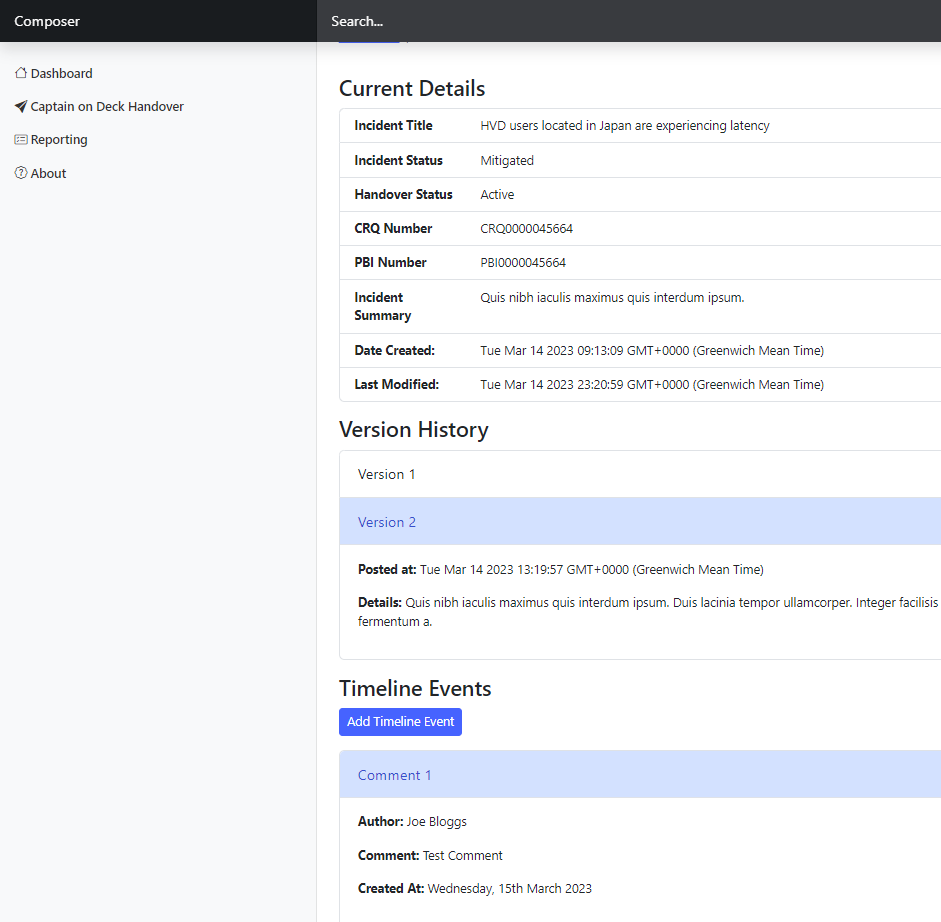 Composer
Search...
Dashboard
Captain on Deck Handover
Reporting
About
Current Details
Incident Title HVD users located in Japan are experiencing latency
Incident Status Mitigated
Handover Status Active
CRQ Number CRQ0000045664
PBI Number PBI0000045664
Incident Quis nibh iaculis maximus quis interdum ipsum.
Summary
Date Created: Tue Mar 14 2023 09:13:09 GMT+0000 (Greenwich Mean Time)
Last Modified: Tue Mar 14 2023 23:20:59 GMT+0000 (Greenwich Mean Time)
Version History
Version 1
Version 2
Posted at: Tue Mar 14 2023 13:19:57 GMT+0000 (Greenwich Mean Time)
Details: Quis nibh iaculis maximus quis interdum ipsum. Duis lacinia tempor ullamcorper. Integer facilisis
fermentum a.
Timeline Events
Add Timeline Event
Comment 1
Author: Joe Bloggs
Comment: Test Comment
Created At: Wednesday, 15th March 2023